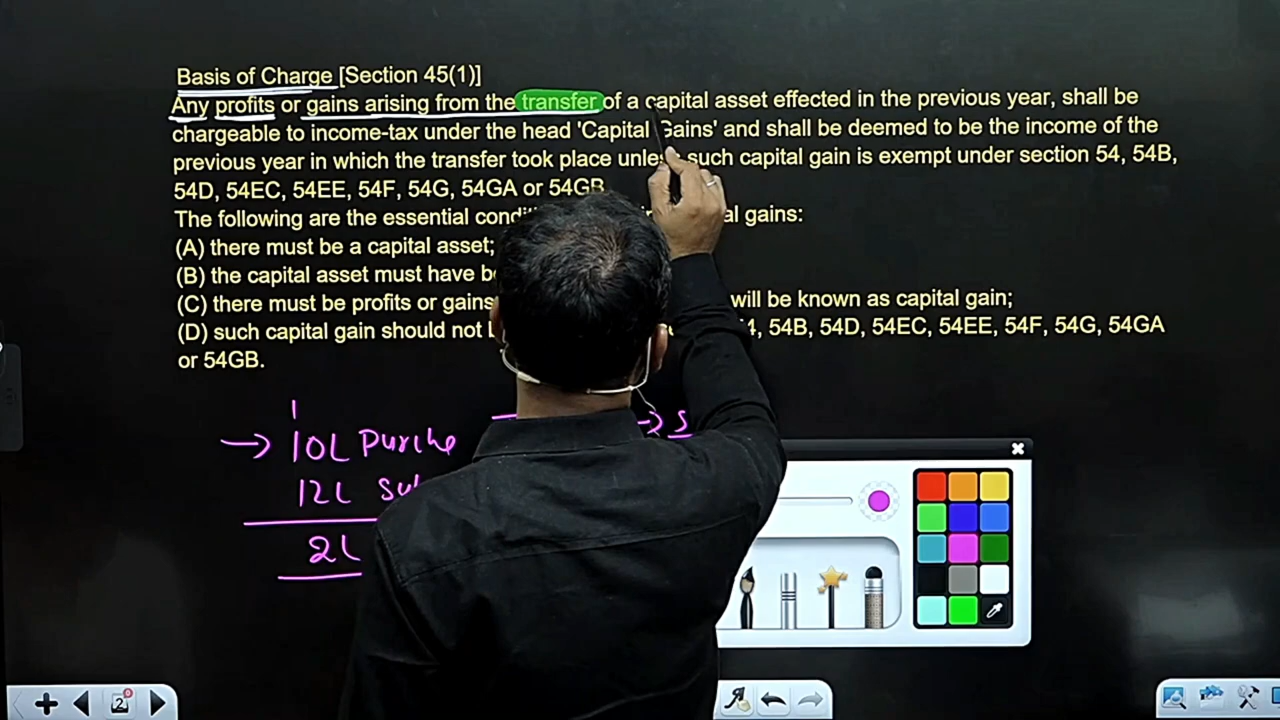 Basis of Charge [Section 45(1)]
Any profits or gains arising from the transfer of a capital asset effected in the previous year, shall be
chargeable to income-tax under the head 'Capital Gains' and shall be deemed to be the income of the
previous year in which the transfer took place unless such capital gain is exempt under section 54, 54B,
54D, 54EC, 54EE, 54F, 54G, 54GA or 54GB
The following are the essential gains:
(A) there must be a capital asset;
(B) the capital asset must have
(C) there must be profits or gains will be known as capital gain;
(D) such capital gain should not 54B, 54D, 54EC, 54EE, 54F, 54G, 54GA
or 54GB.
10L Purche
12L
2L
2